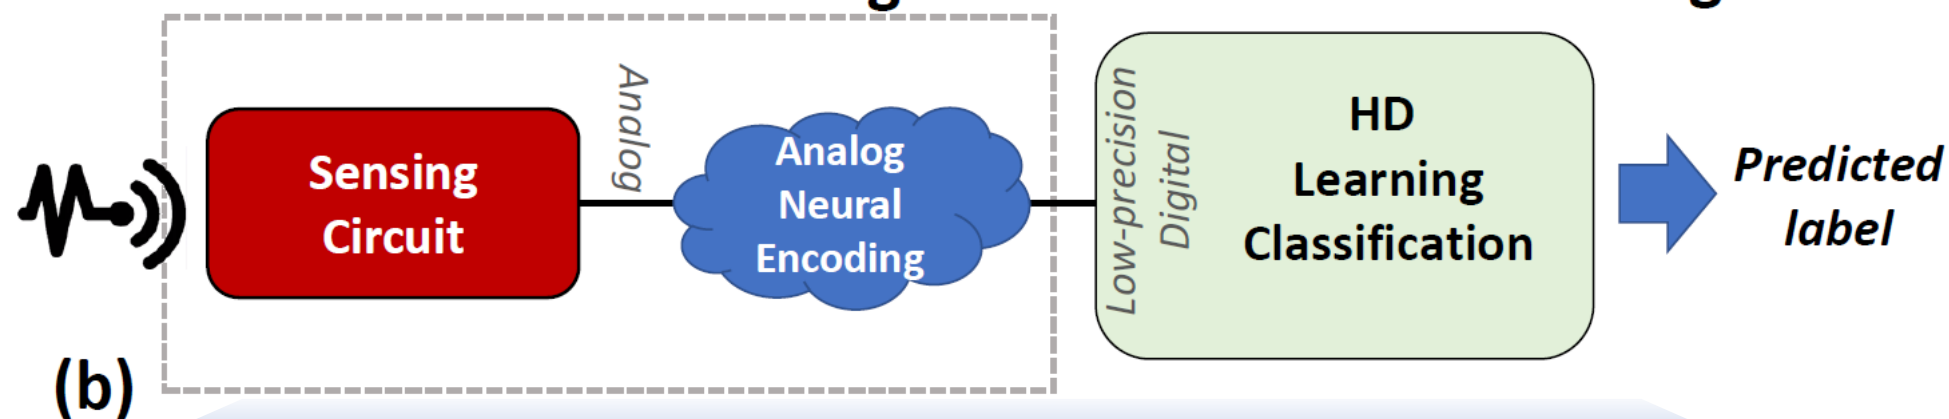 Sensing
Circuit
Analog
Analog
Neural
Encoding
Low-precision
Digital
HD
Learning
Classification
Predicted
label
(b)